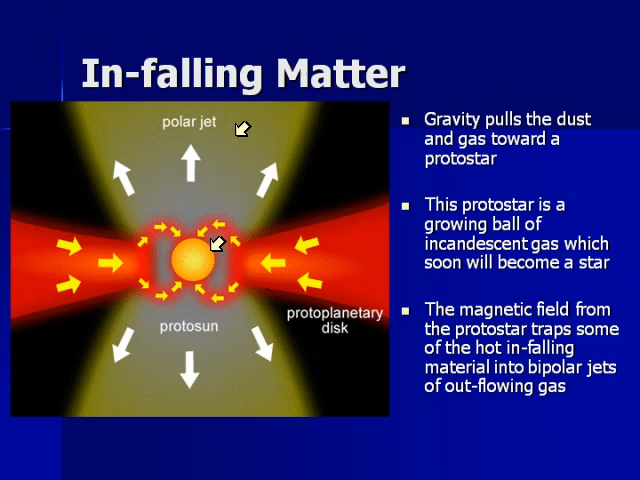 In-falling Matter
polar jet
protosun
protoplanetary
disk
■ Gravity pulls the dust
and gas toward a
protostar
■ This protostar is a
growing ball of
incandescent gas which
soon will become a star
■ The magnetic field from
the protostar traps some
of the hot in-falling
material into bipolar jets
of out-flowing gas